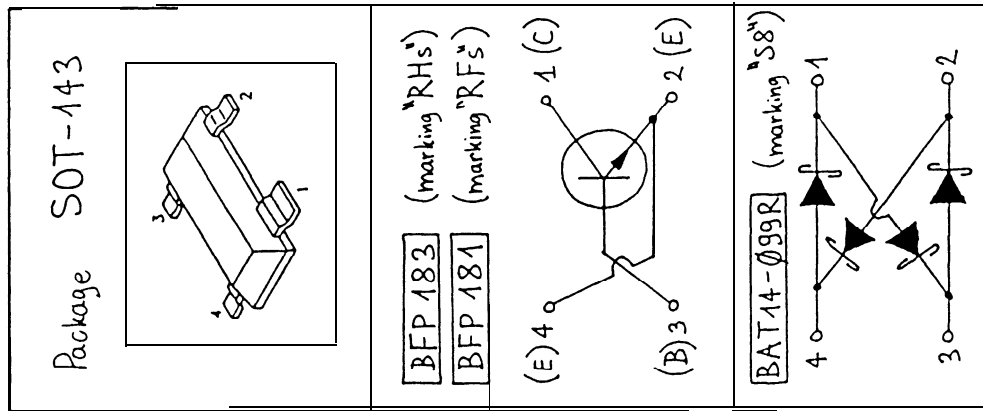 Package SOT-143
4
3
1
2
BFP 183 (marking "RHs")
BFP 181 (marking "RFs")
(E) 4
1 (C)
(B) 3
2 (E)
BAT14-Ø99R (marking "S8")
4
1
3
2